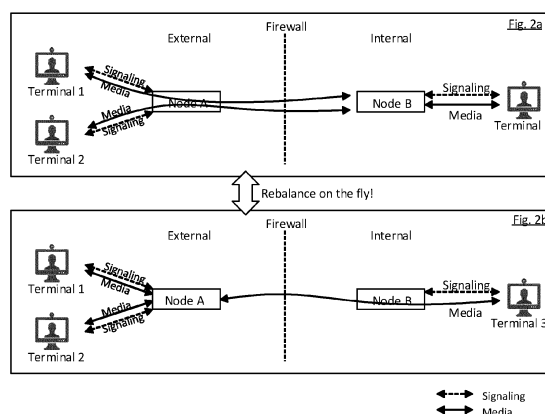 Fig. 2a
Firewall
External
Internal
Signaling
Media
Terminal 1
Node A
Media
Signaling
Terminal 2
Signaling
Node B
Media
Terminal
Rebalance on the fly!
Fig. 2b
Firewall
External
Internal
Signaling
Media
Terminal 1
Node A
Media
Signaling
Terminal 2
Signaling
Node B
Media
Terminal 3
Signaling
Media